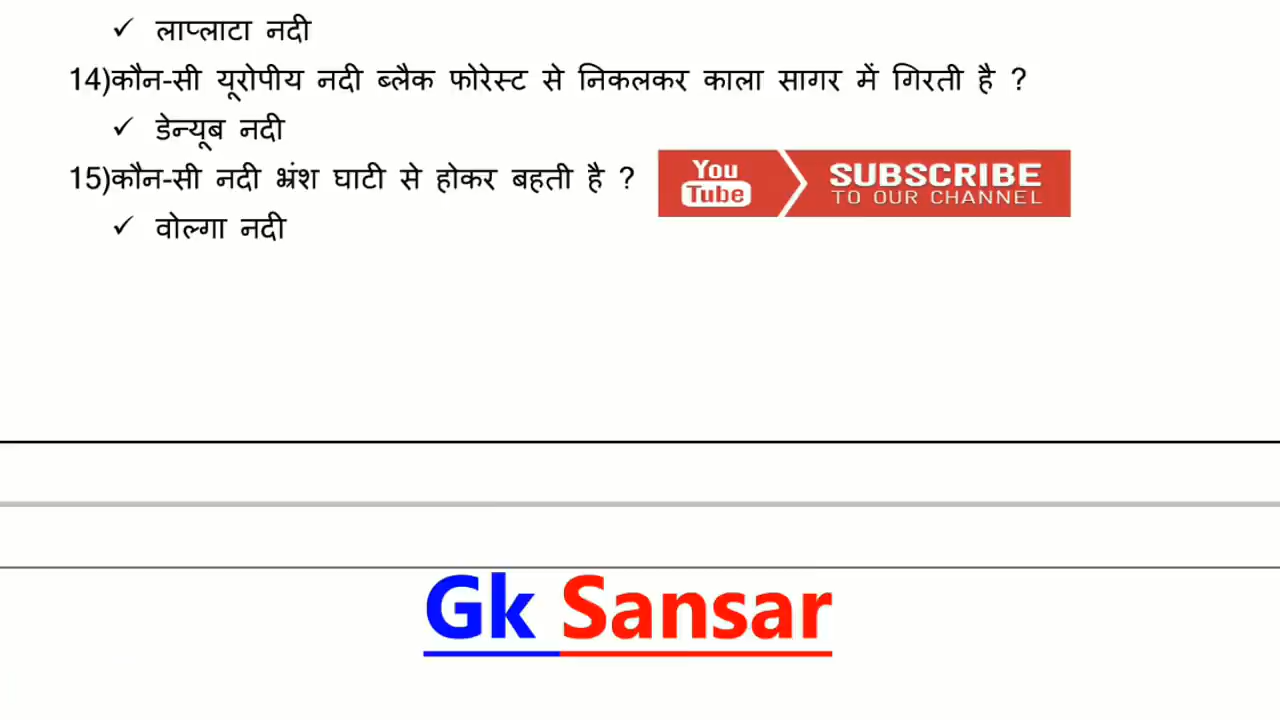 ✓ लाप्लाटा नदी
14)कौन-सी यूरोपीय नदी ब्लैक फोरेस्ट से निकलकर काला सागर में गिरती है ?
✓ डेन्यूब नदी
15)कौन-सी नदी भ्रंश घाटी से होकर बहती है ?
You Tube SUBSCRIBE
TO OUR CHANNEL
✓ वोल्गा नदी
Gk Sansar